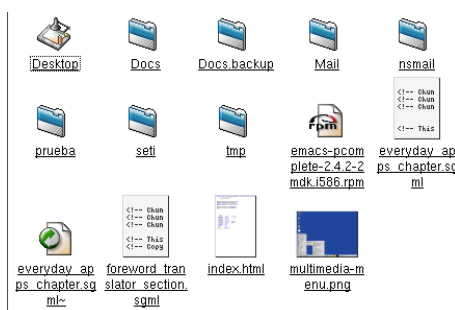 Desktop
Docs
Docs.backup
Mail
nsmail
<!-- Chun
<!-- Chun
<!-- Chun
<!-- This
prueba
seti
tmp
rpm
emacs-pcom
plete-2.4.2-2
mdk.i586.rpm
everyday_ap
ps_chapter.sg
ml
<!-- Chun
<!-- Chun
<!-- Chun
<!-- This
<!-- Copy
everyday_ap
ps_chapter.sg
ml~
foreword_tran
slator_section.
sgml
index.html
multimedia-m
enu.png